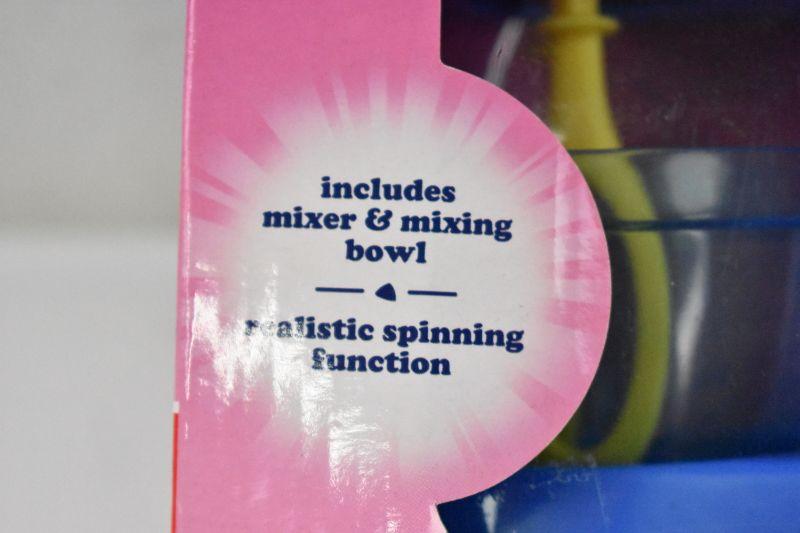 includes
mixer & mixing
bowl
realistic spinning
function